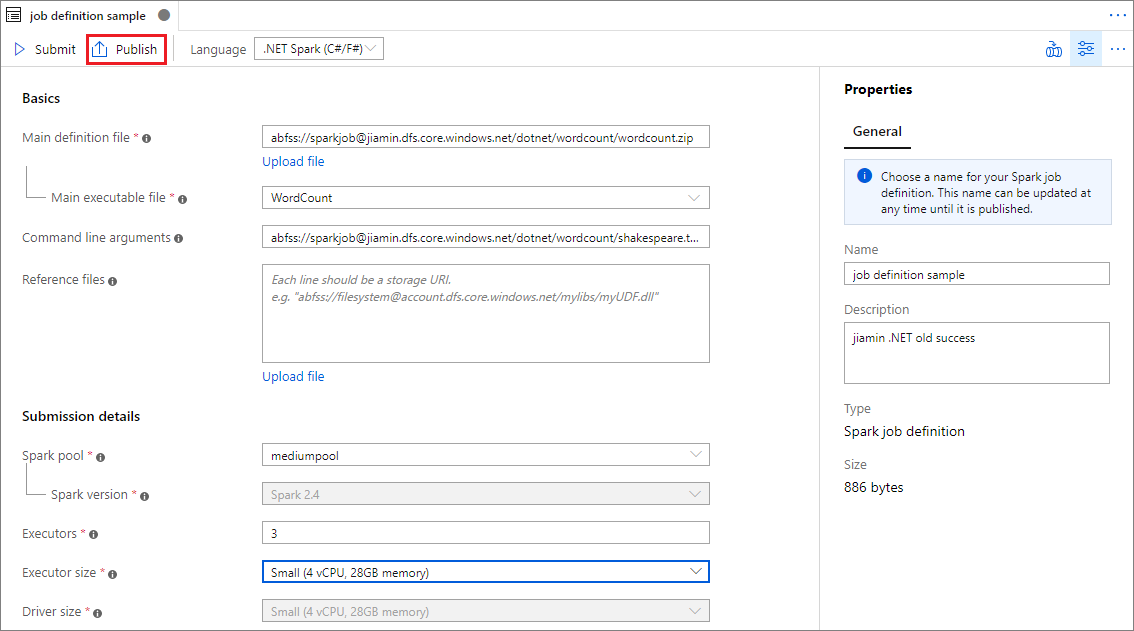 job definition sample
Submit
Publish
Language
.NET Spark (C#/F#)
Basics
Main definition file *
abfss://sparkjob@jiamin.dfs.core.windows.net/dotnet/wordcount/wordcount.zip
Upload file
Main executable file *
WordCount
Command line arguments
abfss://sparkjob@jiamin.dfs.core.windows.net/dotnet/wordcount/shakespeare.t...
Reference files
Each line should be a storage URI.
e.g. "abfss://filesystem@account.dfs.core.windows.net/mylibs/myUDF.dll"
Upload file
Submission details
Spark pool *
mediumpool
Spark version *
Spark 2.4
Executors *
3
Executor size *
Small (4 vCPU, 28GB memory)
Driver size *
Small (4 vCPU, 28GB memory)
Properties
General
Choose a name for your Spark job
definition. This name can be updated at
any time until it is published.
Name
job definition sample
Description
jiamin .NET old success
Type
Spark job definition
Size
886 bytes